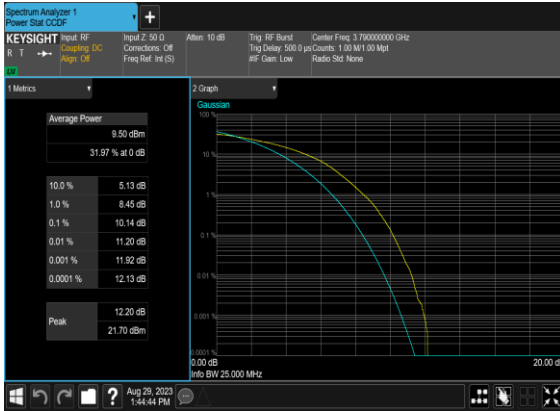 Spectrum Analyzer 1
Power Stat CCDF
KEYSIGHT
R T
LV
Input: RF
Coupling: DC
Align: Off
Input Z: 50 Ω
Corrections: Off
Freq Ref: Int (S)
Atten: 10 dB
Trig: RF Burst
Trig Delay: 500.0 µs
#IF Gain: Low
Center Freq: 3.790000000 GHz
Counts: 1.00 M/1.00 Mpt
Radio Std: None
1 Metrics
Average Power
9.50 dBm
31.97 % at 0 dB
10.0 % 5.13 dB
1.0 % 8.45 dB
0.1 % 10.14 dB
0.01 % 11.20 dB
0.001 % 11.92 dB
0.0001 % 12.13 dB
Peak
12.20 dB
21.70 dBm
2 Graph
Gaussian
100 %
10 %
1 %
0.1 %
0.01 %
0.001 %
0.0001 %
0.00 dB
20.00 d
Info BW 25.000 MHz
?
Aug 29, 2023
1:44:44 PM